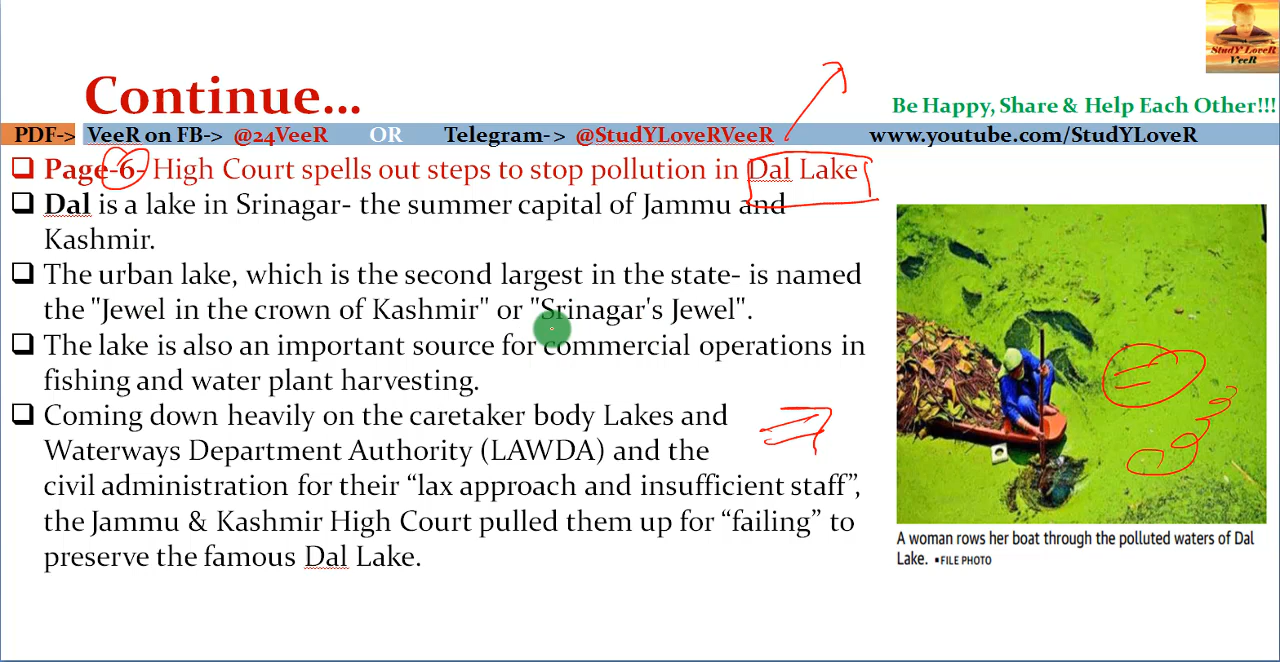 StudY LoveR
VeeR
Continue...
Be Happy, Share & Help Each Other!!!
PDF-> VeeR on FB-> @24VeeR OR Telegram-> @StudYLoveRVeeR www.youtube.com/StudYLoveR
Page-6- High Court spells out steps to stop pollution in Dal Lake
Dal is a lake in Srinagar- the summer capital of Jammu and
Kashmir.
The urban lake, which is the second largest in the state- is named
the "Jewel in the crown of Kashmir" or "Srinagar's Jewel".
The lake is also an important source for commercial operations in
fishing and water plant harvesting.
Coming down heavily on the caretaker body Lakes and
Waterways Department Authority (LAWDA) and the
civil administration for their “lax approach and insufficient staff”,
the Jammu & Kashmir High Court pulled them up for “failing” to
preserve the famous Dal Lake.
A woman rows her boat through the polluted waters of Dal
Lake. ▪FILE PHOTO